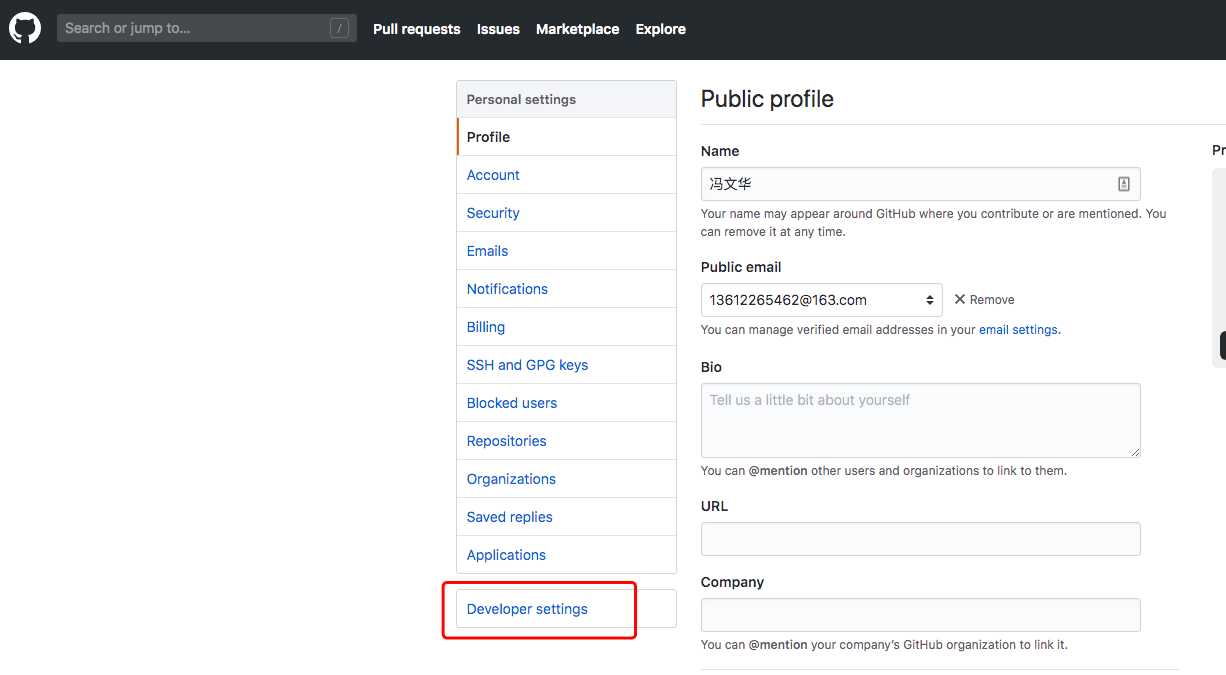 Search or jump to...
/
Pull requests
Issues
Marketplace
Explore
Personal settings
Profile
Account
Security
Emails
Notifications
Billing
SSH and GPG keys
Blocked users
Repositories
Organizations
Saved replies
Applications
Developer settings
Public profile
Name
冯文华
Your name may appear around GitHub where you contribute or are mentioned. You
can remove it at any time.
Public email
13612265462@163.com
Remove
You can manage verified email addresses in your email settings.
Bio
Tell us a little bit about yourself
You can @mention other users and organizations to link to them.
URL
Company
You can @mention your company's GitHub organization to link it.
Pr